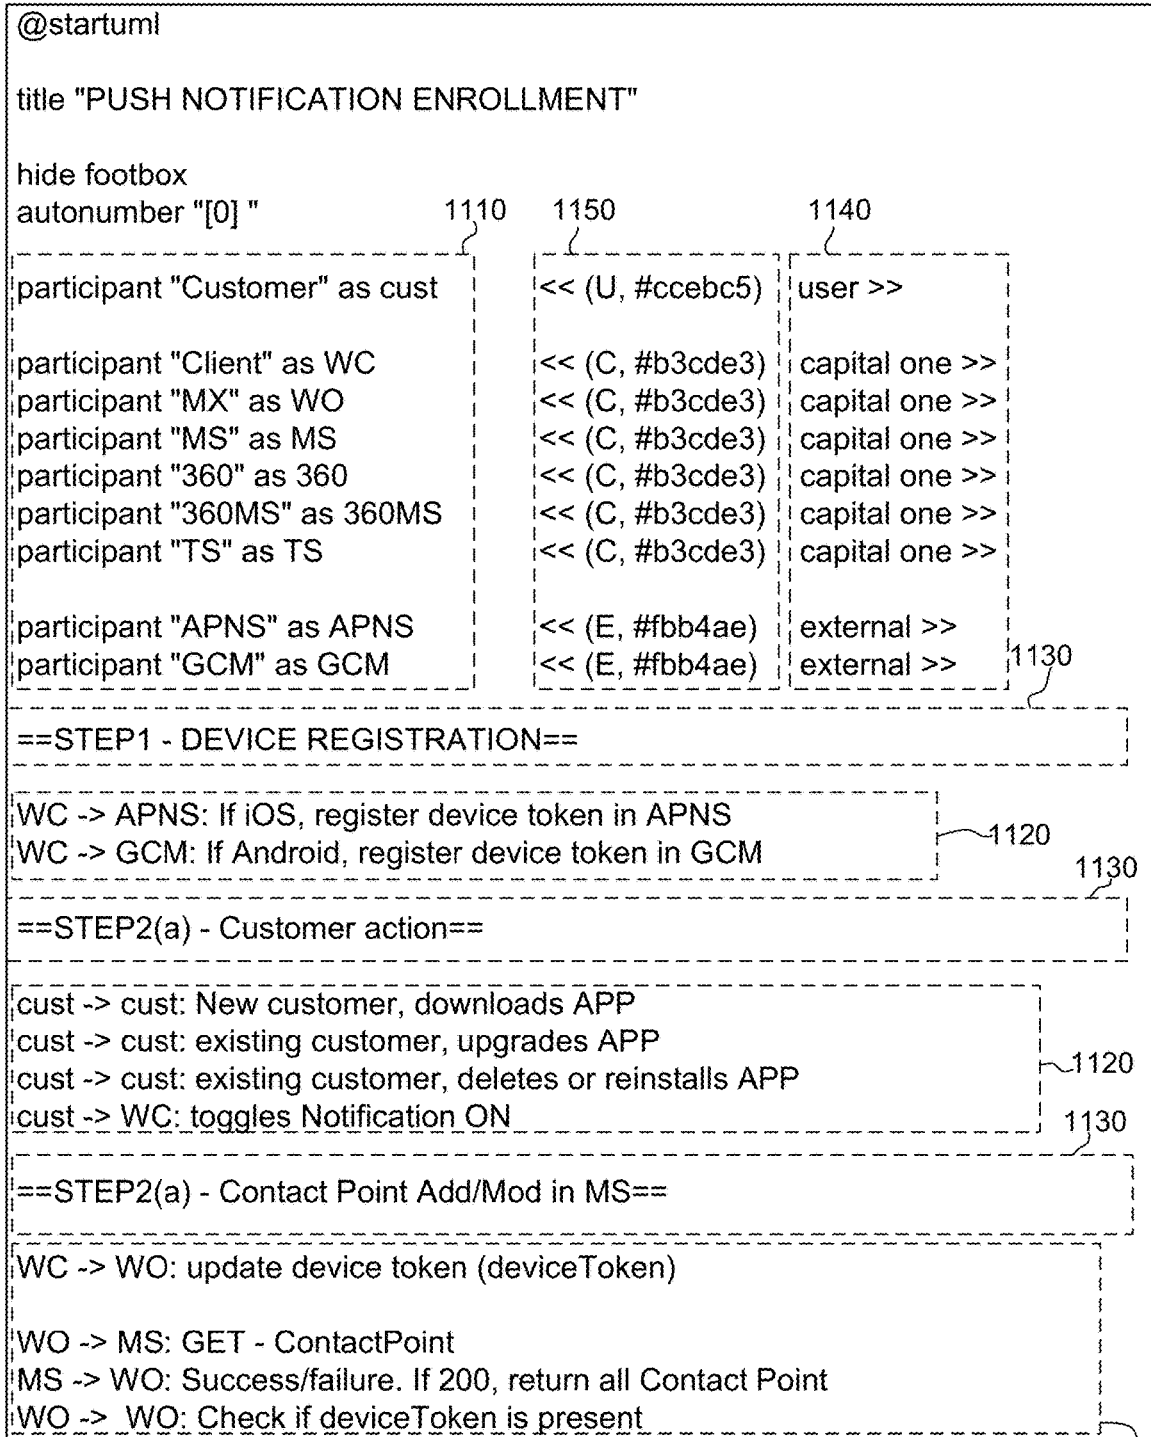 @startuml
title "PUSH NOTIFICATION ENROLLMENT"
hide footbox
autonumber "[0] "
1110 1150 1140
participant "Customer" as cust << (U, #ccebc5) user >>
participant "Client" as WC << (C, #b3cde3) capital one >>
participant "MX" as WO << (C, #b3cde3) capital one >>
participant "MS" as MS << (C, #b3cde3) capital one >>
participant "360" as 360 << (C, #b3cde3) capital one >>
participant "360MS" as 360MS << (C, #b3cde3) capital one >>
participant "TS" as TS << (C, #b3cde3) capital one >>
participant "APNS" as APNS << (E, #fbb4ae) external >>
participant "GCM" as GCM << (E, #fbb4ae) external >>
1130
==STEP1 - DEVICE REGISTRATION==
WC -> APNS: If iOS, register device token in APNS
WC -> GCM: If Android, register device token in GCM
1120
1130
==STEP2(a) - Customer action==
cust -> cust: New customer, downloads APP
cust -> cust: existing customer, upgrades APP
cust -> cust: existing customer, deletes or reinstalls APP
cust -> WC: toggles Notification ON
1120
1130
==STEP2(a) - Contact Point Add/Mod in MS==
WC -> WO: update device token (deviceToken)
WO -> MS: GET - ContactPoint
MS -> WO: Success/failure. If 200, return all Contact Point
WO -> WO: Check if deviceToken is present